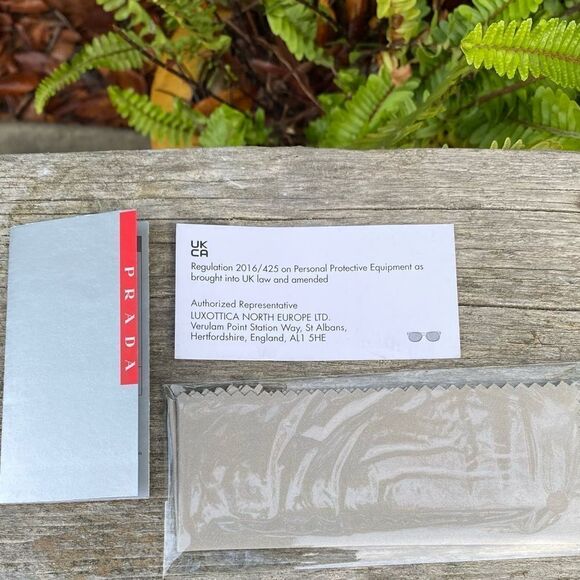 PRADA
UK
CA
Regulation 2016/425 on Personal Protective Equipment as
brought into UK law and amended
Authorized Representative
LUXOTTICA NORTH EUROPE LTD.
Verulam Point Station Way, St Albans,
Hertfordshire, England, AL1 5HE